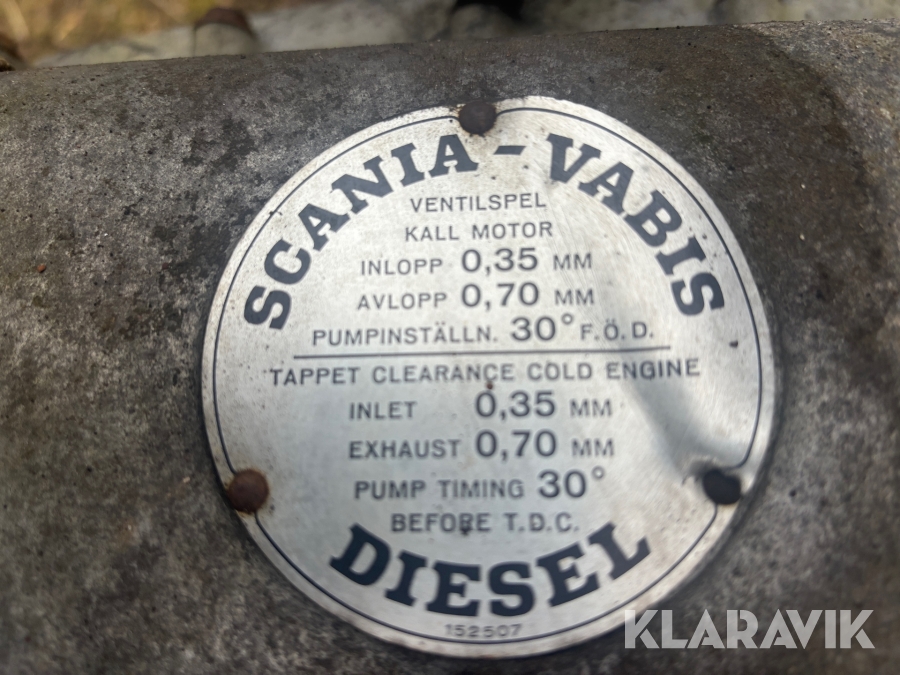 SCANIA-VABIS
VENTILSPEL
KALL MOTOR
INLOPP 0,35 MM
AVLOPP 0,70 MM
PUMPINSTÄLLN. 30° F.Ö.D.
TAPPET CLEARANCE COLD ENGINE
INLET 0,35 MM
EXHAUST 0,70 MM
PUMP TIMING 30°
BEFORE T.D.C.
DIESEL
152507
KLARAVIK